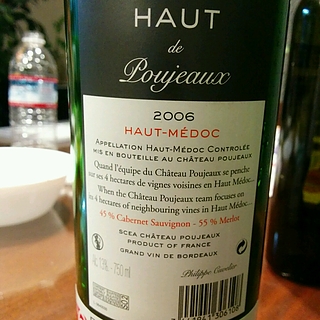 HAUT
de
Poujeaux
2006
HAUT-MÉDOC
APPELLATION HAUT-MÉDOC CONTRÔLÉE
MIS EN BOUTEILLE AU CHÂTEAU POUJEAUX
Quand l'équipe du Château Poujeaux se penche
sur ses 4 hectares de vignes voisines en Haut Médoc...
When the Château Poujeaux team focuses on
its 4 hectares of neighbouring vines in Haut Médoc...
45 % Cabernet Sauvignon - 55 % Merlot
SCEA CHÂTEAU POUJEAUX
PRODUCT OF FRANCE
750 ml
GRAND VIN DE BORDEAUX
Philippe Cuvelier